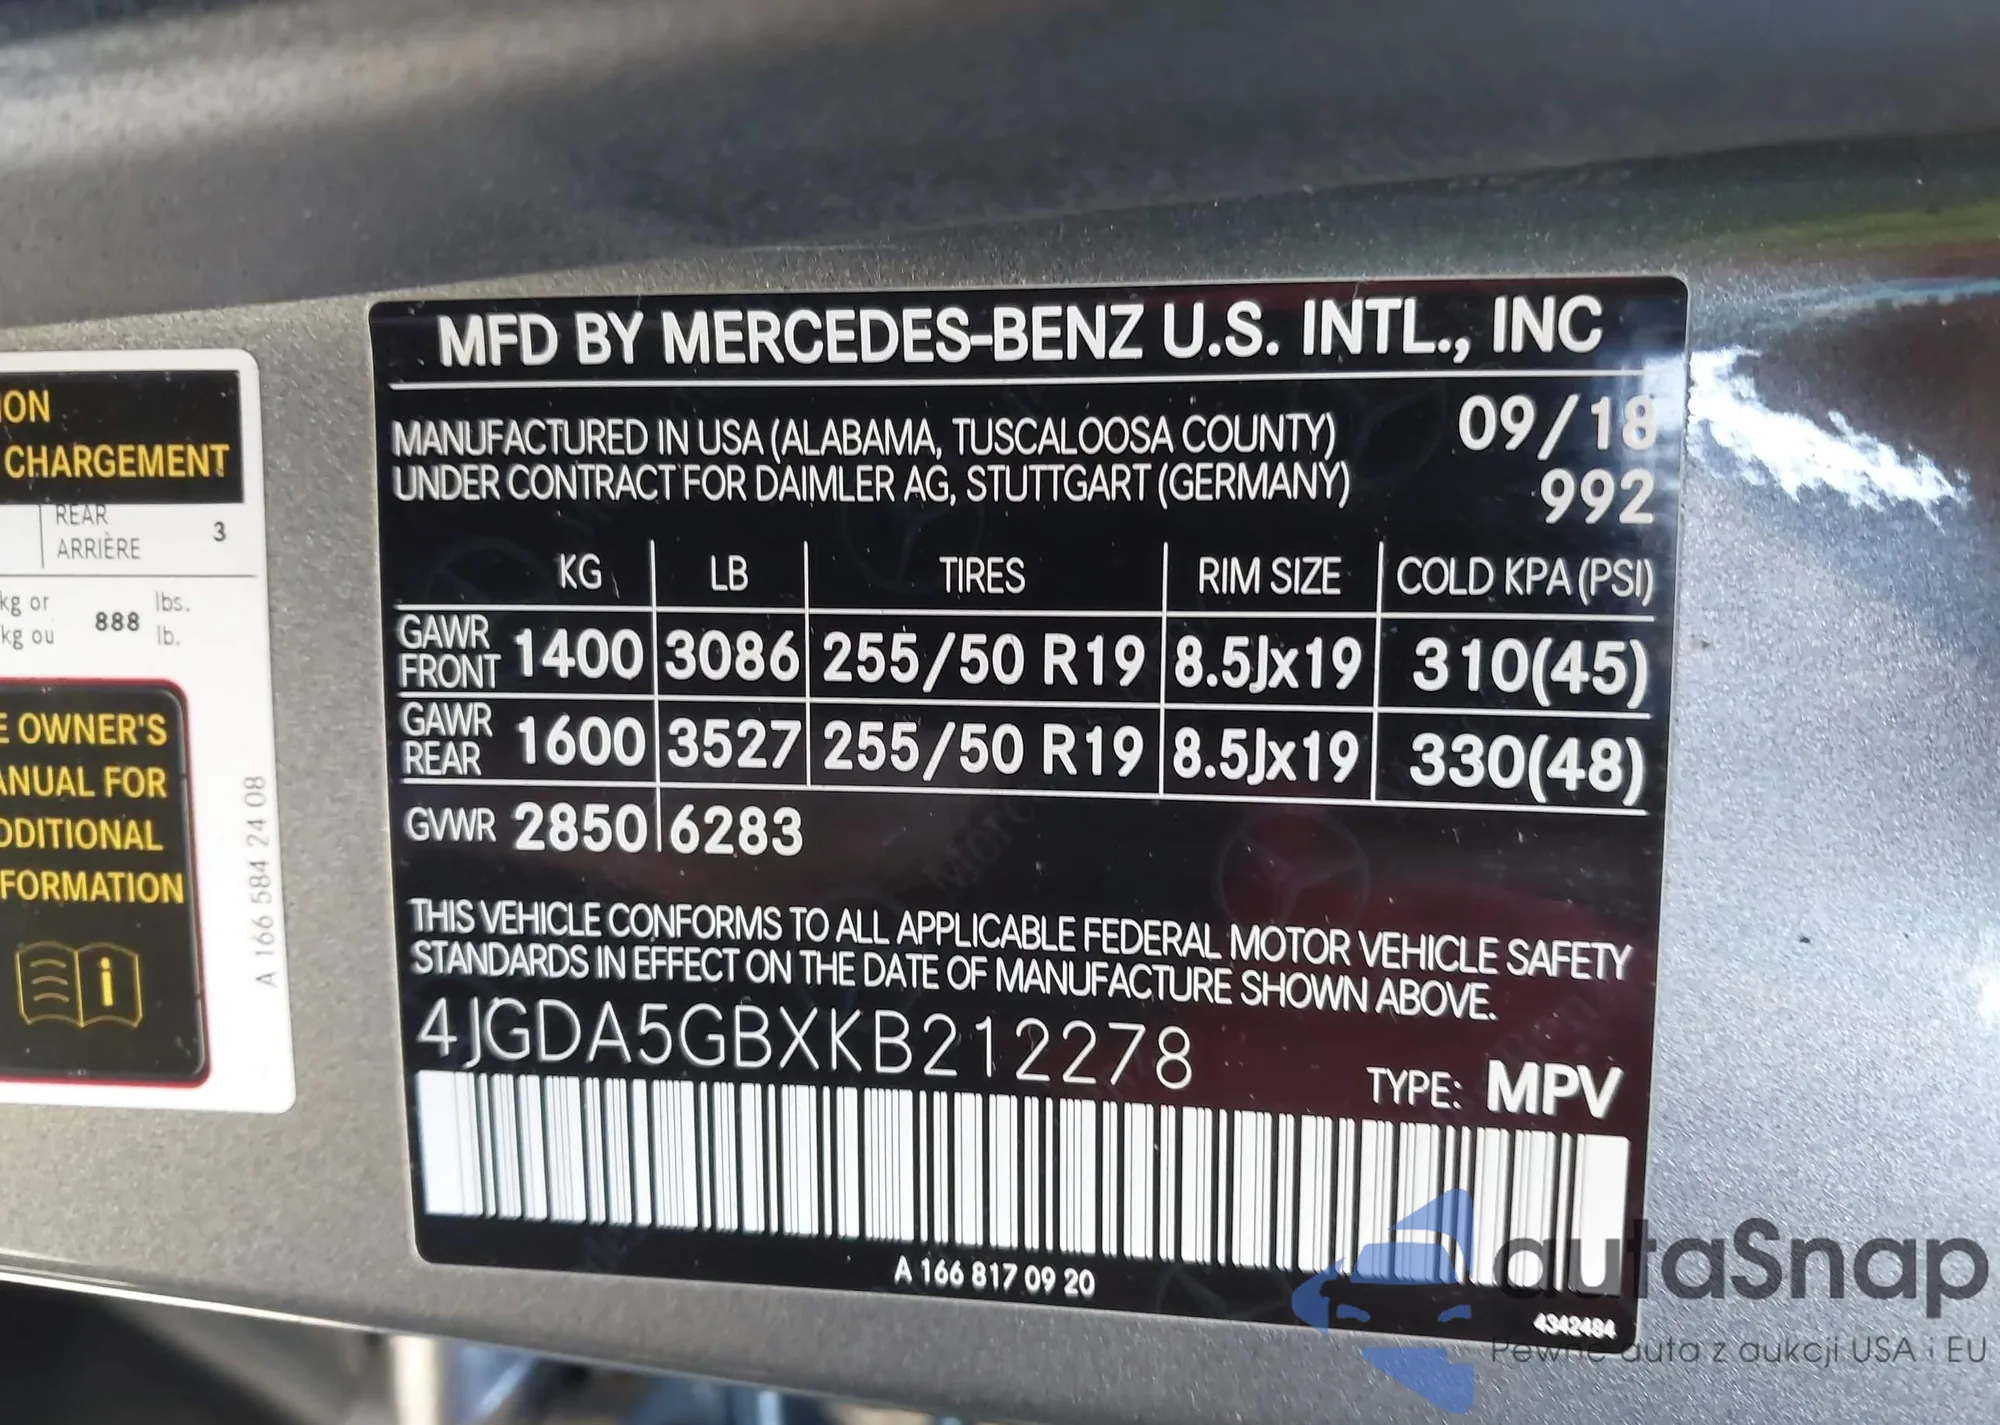 ION
CHARGEMENT
REAR
ARRIÈRE
3
kg or
kg ou
888
lbs.
lb.
E OWNER'S
ANUAL FOR
DDITIONAL
FORMATION
i
A 166 584 24 08
MFD BY MERCEDES-BENZ U.S. INTL., INC
MANUFACTURED IN USA (ALABAMA, TUSCALOOSA COUNTY) 09/18
UNDER CONTRACT FOR DAIMLER AG, STUTTGART (GERMANY) 992
KG LB TIRES RIM SIZE COLD KPA (PSI)
GAWR FRONT 1400 3086 255/50 R19 8.5Jx19 310(45)
GAWR REAR 1600 3527 255/50 R19 8.5Jx19 330(48)
GVWR 2850 6283
THIS VEHICLE CONFORMS TO ALL APPLICABLE FEDERAL MOTOR VEHICLE SAFETY
STANDARDS IN EFFECT ON THE DATE OF MANUFACTURE SHOWN ABOVE.
4JGDA5GBXKB212278
TYPE: MPV
A 166 817 09 20
4342484
autaSnap
Pewne auta z aukcji USA i EU